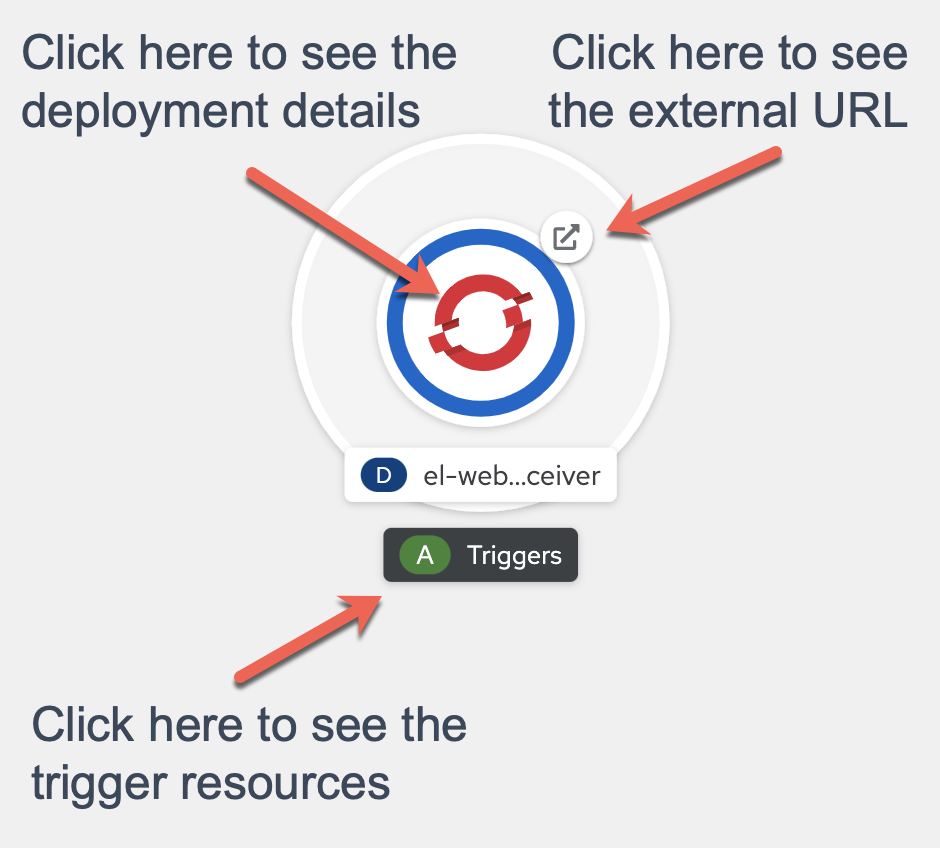 Click here to see the
deployment details
Click here to see
the external URL
D el-web...ceiver
A Triggers
Click here to see the
trigger resources